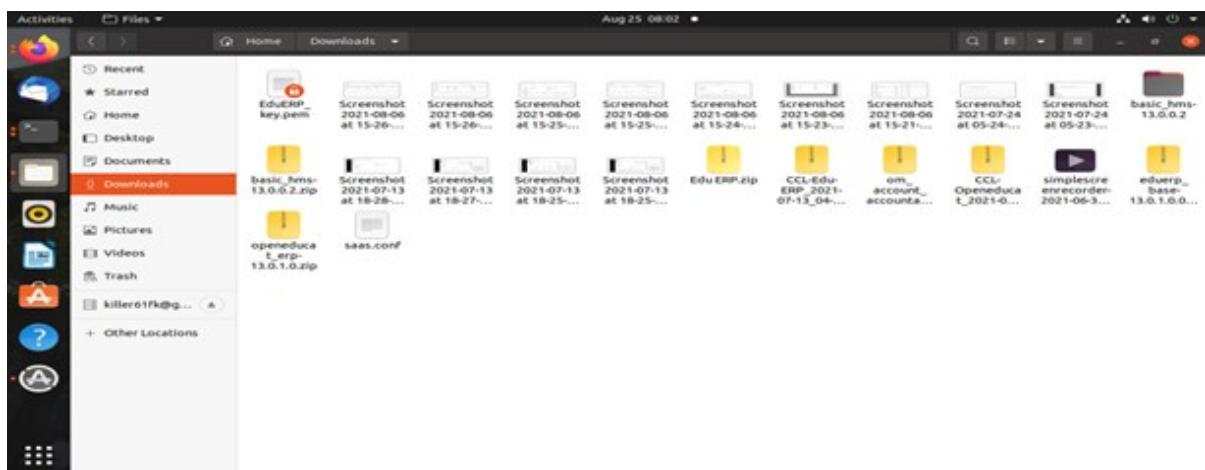 Activities
Files
Aug 25 08:02
Home Downloads
Recent
Starred
Home
Desktop
Documents
Downloads
Music
Pictures
Videos
Trash
killer61fk@g...
+ Other Locations
EduERP_
key.pem
Screenshot
2021-08-06
at 15-26-...
Screenshot
2021-08-06
at 15-26-...
Screenshot
2021-08-06
at 15-25-...
Screenshot
2021-08-06
at 15-25-...
Screenshot
2021-08-06
at 15-24-...
Screenshot
2021-08-06
at 15-23-...
Screenshot
2021-08-06
at 15-21-...
Screenshot
2021-07-24
at 05-24-...
Screenshot
2021-07-24
at 05-23-...
basic_hms-
13.0.0.2
basic_hms-
13.0.0.2.zip
Screenshot
2021-07-13
at 18-28-...
Screenshot
2021-07-13
at 18-27-...
Screenshot
2021-07-13
at 18-25-...
Screenshot
2021-07-13
at 18-25-...
Edu ERP.zip
CCL-Edu-
ERP_2021-
07-13_04-...
om_
account_
accounta...
CCL-
Openeduca
t_2021-0...
simplescre
enrecorder-
2021-06-3...
eduerp_
base-
13.0.1.0.0...
openeduca
t_erp-
13.0.1.0.zip
saas.conf